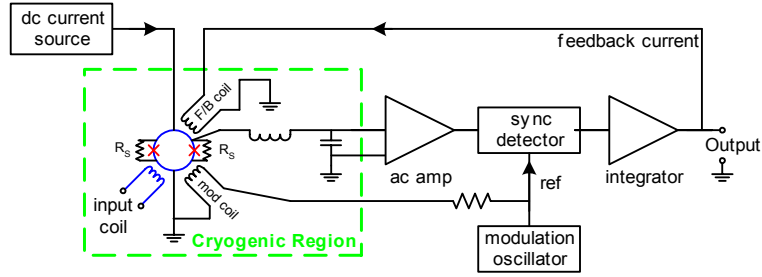 dc current
source
feedback current
F/B coil
R_S
R_S
mod coil
input
coil
Cryogenic Region
ac amp
sync
detector
ref
modulation
oscillator
integrator
Output